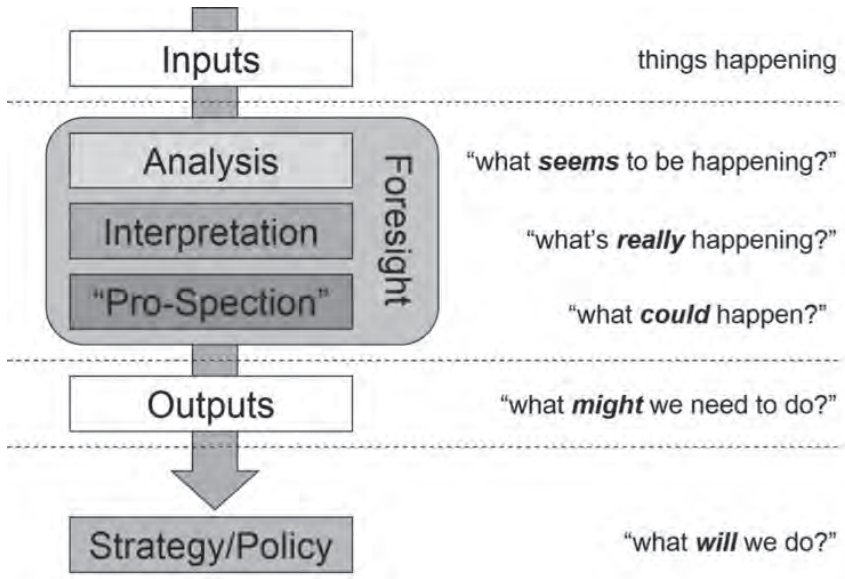 Inputs
things happening
Analysis
“what seems to be happening?”
Foresight
Interpretation
“what's really happening?”
“Pro-Spection”
“what could happen?”
Outputs
“what might we need to do?”
Strategy/Policy
“what will we do?”